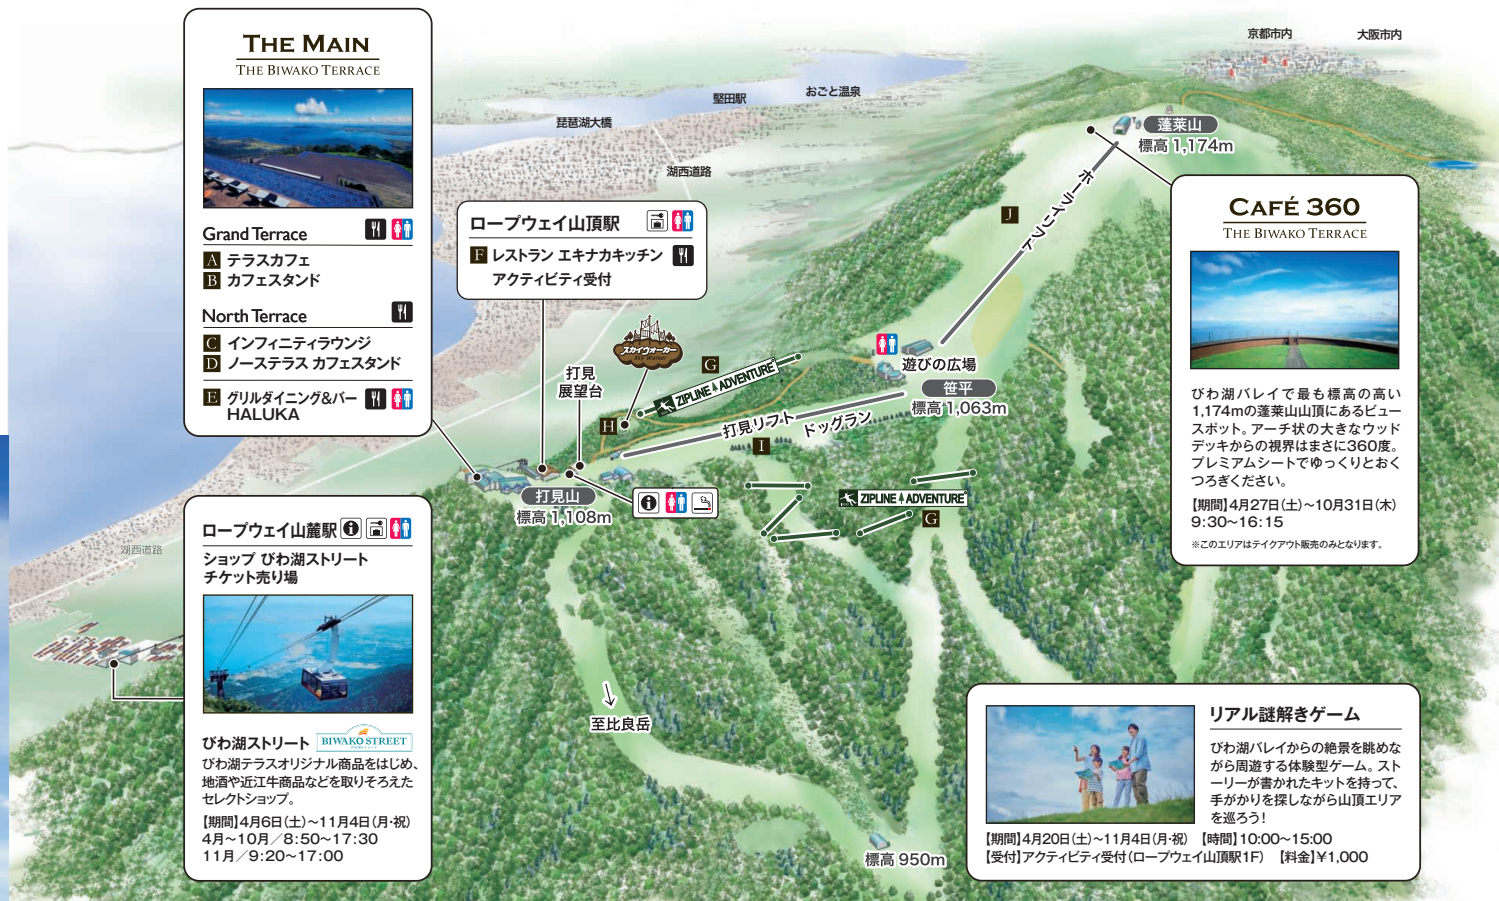 THE MAIN
THE BIWAKO TERRACE
Grand Terrace
A テラスカフェ
B カフェスタンド
North Terrace
C インフィニティラウンジ
D ノーステラス カフェスタンド
E グリルダイニング&バー
HALUKA
ロープウェイ山頂駅
F レストラン エキナカキッチン
アクティビティ受付
琵琶湖大橋
堅田駅
おごと温泉
湖西道路
京都市内
大阪市内
蓬莱山
標高 1,174m
ホーライリフト
J
CAFÉ 360
THE BIWAKO TERRACE
びわ湖バレイで最も標高の高い
1,174mの蓬莱山山頂にあるビュー
スポット。アーチ状の大きなウッド
デッキからの視界はまさに360度。
プレミアムシートでゆっくりとおく
つろぎください。
【期間】4月27日(土)〜10月31日(木)
9:30〜16:15
※このエリアはテイクアウト販売のみとなります。
スカイウォーカー
Sky Walker
打見
展望台
G
ZIPLINE ADVENTURE
H
遊びの広場
笹平
標高1,063m
打見リフト
ドッグラン
I
打見山
標高 1,108m
ZIPLINE ADVENTURE
G
湖西道路
ロープウェイ山麓駅
ショップ びわ湖ストリート
チケット売り場
びわ湖ストリート
BIWAKO STREET
びわ湖テラスオリジナル商品をはじめ、
地酒や近江牛商品などを取りそろえた
セレクトショップ。
【期間】4月6日(土)〜11月4日(月・祝)
4月〜10月/8:50〜17:30
11月/9:20〜17:00
至比良岳
標高 950m
リアル謎解きゲーム
びわ湖バレイからの絶景を眺めな
がら周遊する体験型ゲーム。スト
ーリーが書かれたキットを持って、
手がかりを探しながら山頂エリア
を巡ろう!
【期間】4月20日(土)〜11月4日(月・祝) 【時間】10:00〜15:00
【受付】アクティビティ受付(ロープウェイ山頂駅1F) 【料金】¥1,000